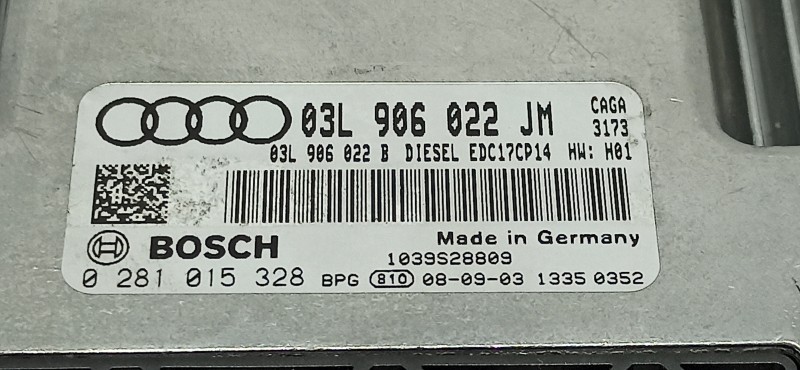 03L 906 022 JM CAGA
3173
03L 906 022 B DIESEL EDC17CP14 HW: H01
BOSCH Made in Germany
1039S28809
0 281 015 328 BPG 810 08-09-03 1335 0352